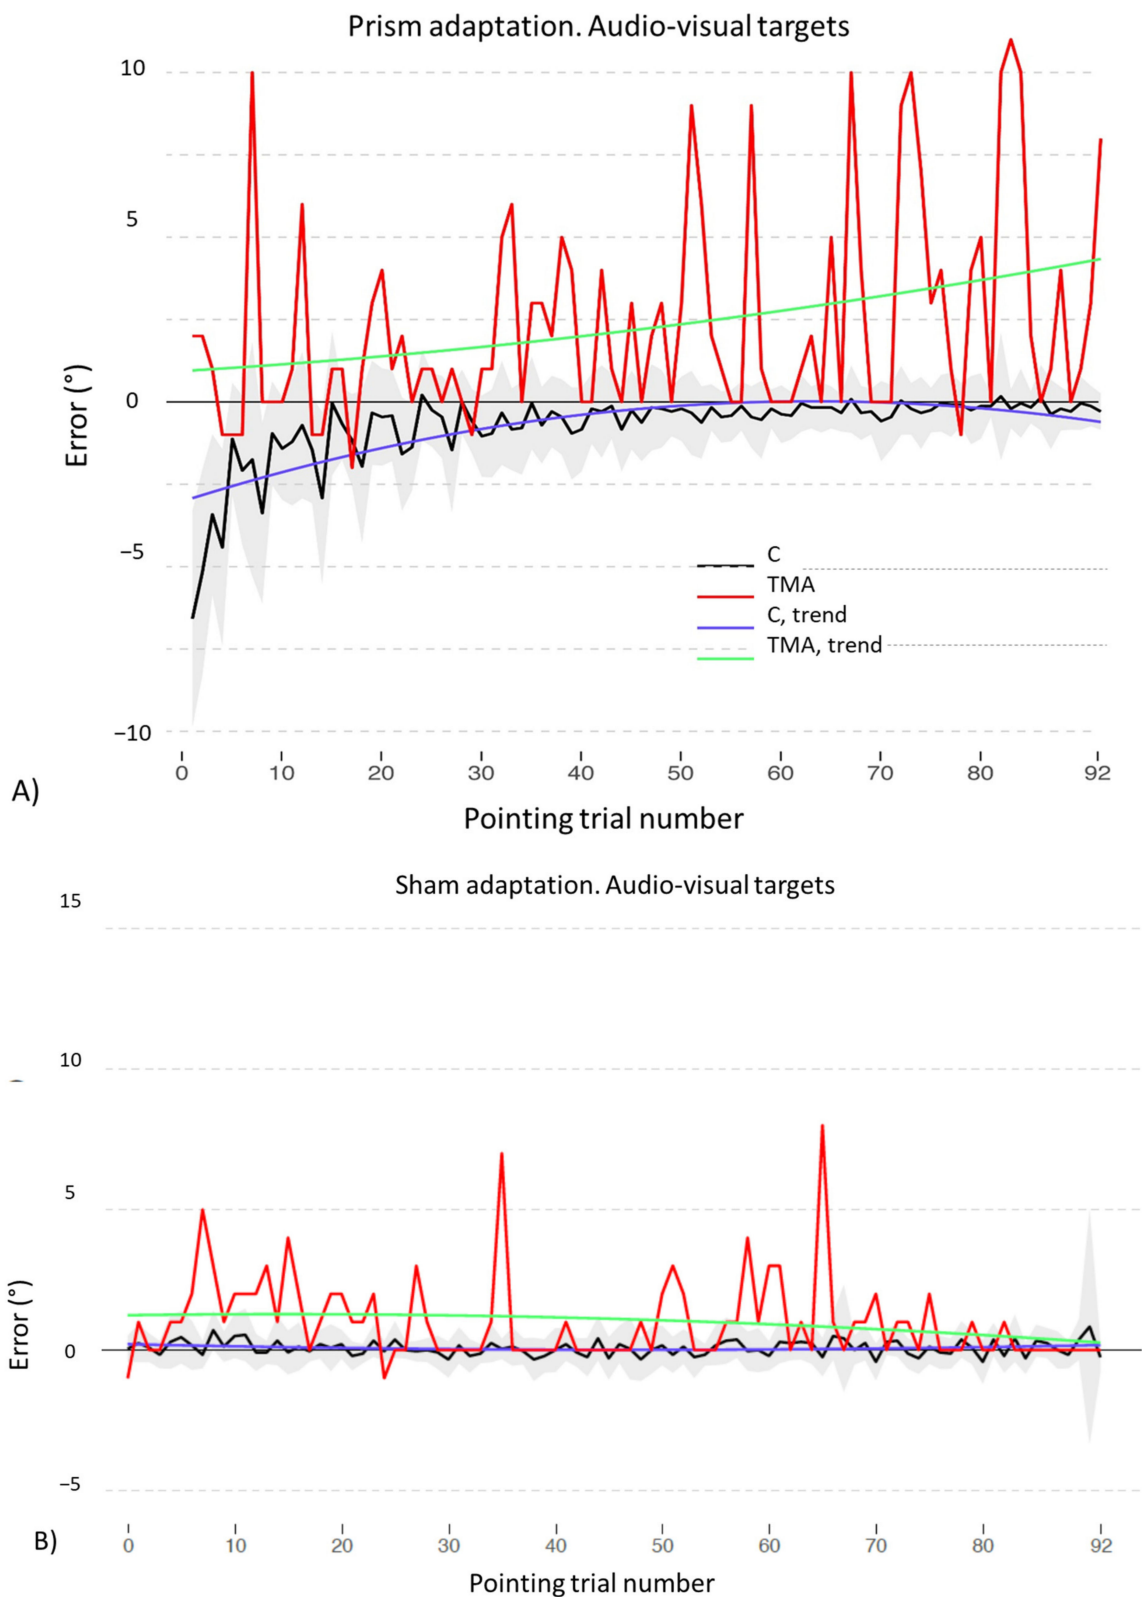 Prism adaptation. Audio-visual targets
10
5
0
−5
−10
Error (°)
C
TMA
C, trend
TMA, trend
0 10 20 30 40 50 60 70 80 92
A)
Pointing trial number
Sham adaptation. Audio-visual targets
15
10
5
0
−5
Error (°)
0 10 20 30 40 50 60 70 80 92
B)
Pointing trial number